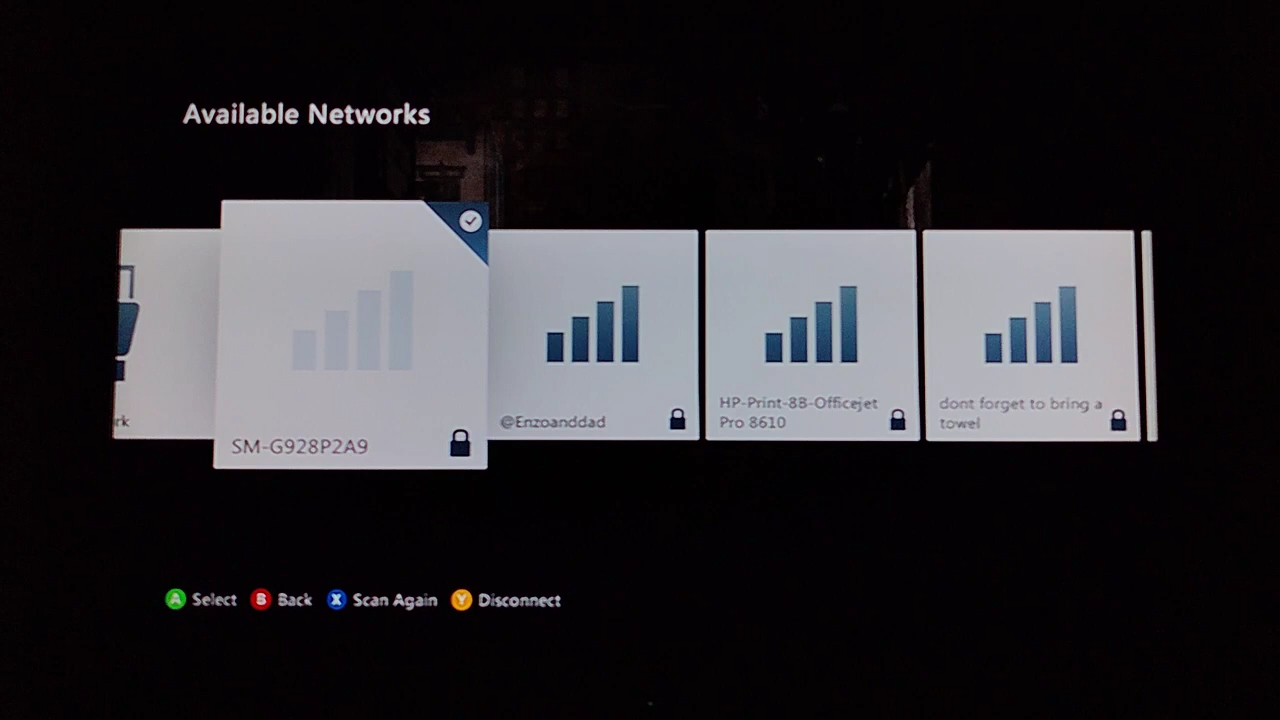 Available Networks
rk
SM-G928P2A9
@Enzoanddad
HP-Print-8B-Officejet
Pro 8610
dont forget to bring a
towel
A Select B Back X Scan Again Y Disconnect